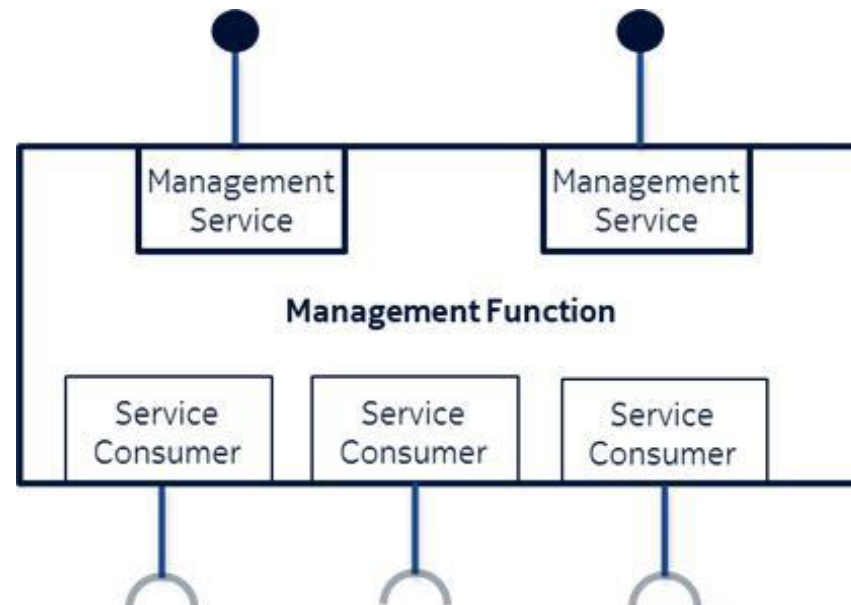 Management
Service
Management
Service
Management Function
Service
Consumer
Service
Consumer
Service
Consumer